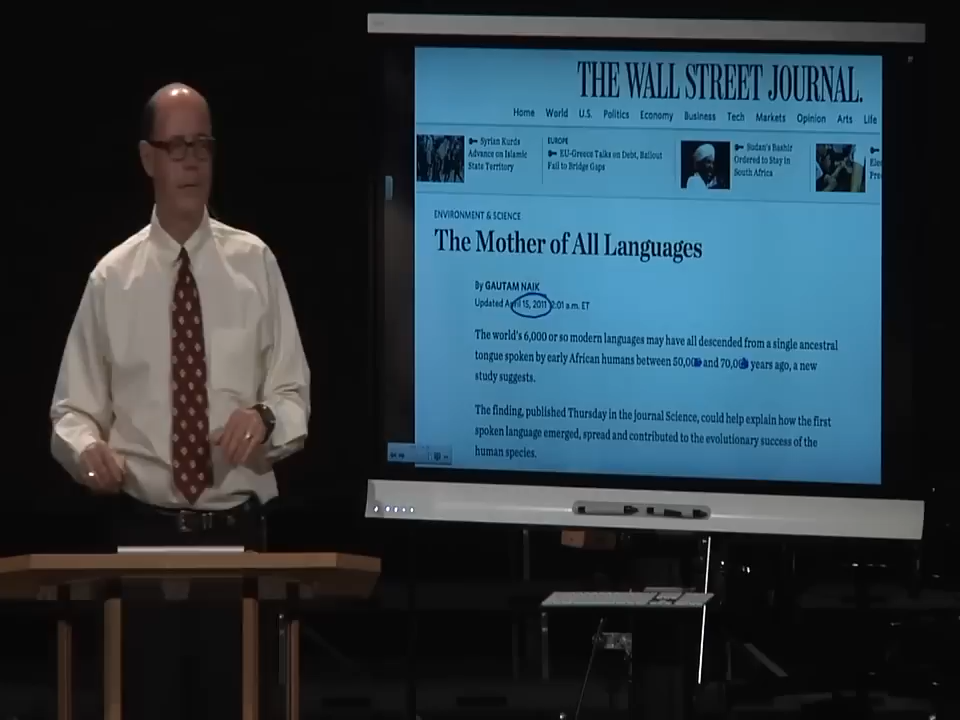 THE WALL STREET JOURNAL.
Home World U.S. Politics Economy Business Tech Markets Opinion Arts Life
Syrian Kurds
Advance on Islamic
State Territory
EUROPE
EU-Greece Talks on Debt, Bailout
Fail to Bridge Gaps
Sudan's Bashir
Ordered to Stay in
South Africa
Ele
Pro
ENVIRONMENT & SCIENCE
The Mother of All Languages
By GAUTAM NAIK
Updated April 15, 2011 2:01 a.m. ET
The world's 6,000 or so modern languages may have all descended from a single ancestral
tongue spoken by early African humans between 50,000 and 70,000 years ago, a new
study suggests.
The finding, published Thursday in the journal Science, could help explain how the first
spoken language emerged, spread and contributed to the evolutionary success of the
human species.